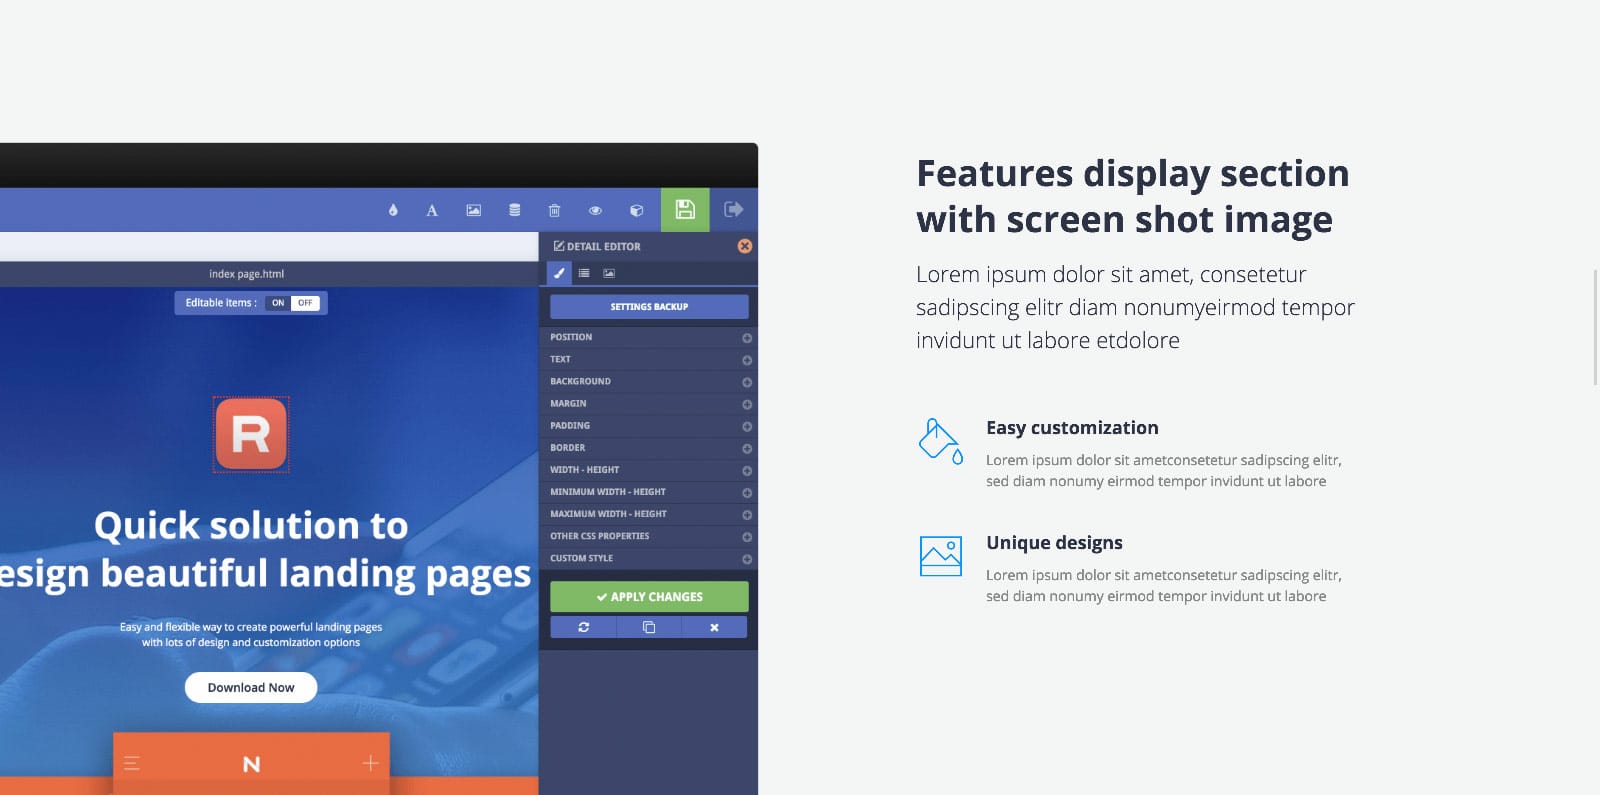 Features display section
with screen shot image
Lorem ipsum dolor sit amet, consetetur
sadipscing elitr diam nonumyeirmod tempor
invidunt ut labore etdolore
Easy customization
Lorem ipsum dolor sit ametconsetetur sadipscing elitr,
sed diam nonumy eirmod tempor invidunt ut labore
Unique designs
Lorem ipsum dolor sit ametconsetetur sadipscing elitr,
sed diam nonumy eirmod tempor invidunt ut labore
A
DETAIL EDITOR
index page.html
Editable items : ON OFF
SETTINGS BACKUP
POSITION
TEXT
BACKGROUND
MARGIN
PADDING
BORDER
WIDTH - HEIGHT
MINIMUM WIDTH - HEIGHT
MAXIMUM WIDTH - HEIGHT
OTHER CSS PROPERTIES
CUSTOM STYLE
APPLY CHANGES
R
Quick solution to
esign beautiful landing pages
Easy and flexible way to create powerful landing pages
with lots of design and customization options
Download Now
N